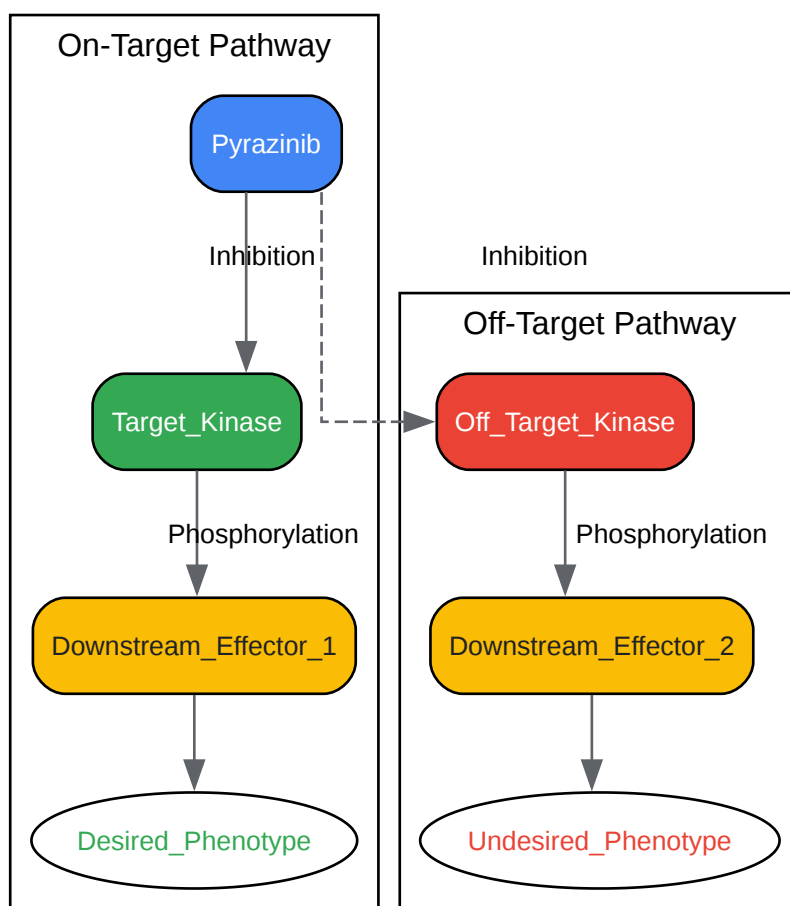 On-Target Pathway
Pyrazinib
Inhibition
Inhibition
Off-Target Pathway
Target_Kinase
Off_Target_Kinase
Phosphorylation
Phosphorylation
Downstream_Effector_1
Downstream_Effector_2
Desired_Phenotype
Undesired_Phenotype